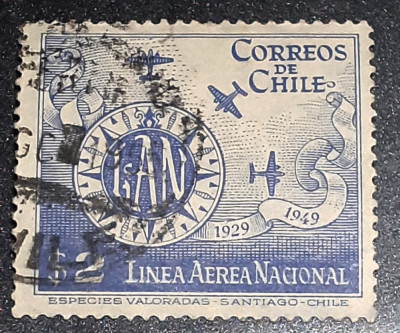 CORREOS
DE
CHILE
LAN
1929
1949
$2
LINEA AEREA NACIONAL
ESPECIES VALORADAS - SANTIAGO - CHILE